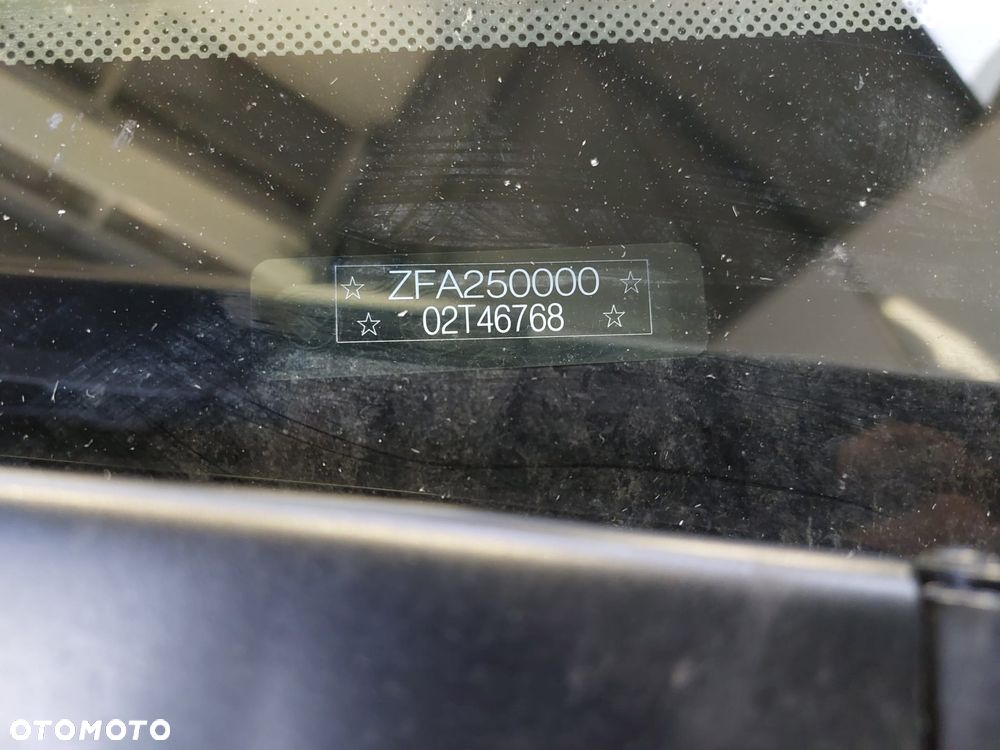 ☆ ZFA250000 ☆
☆ 02T46768 ☆
OTOMOTO